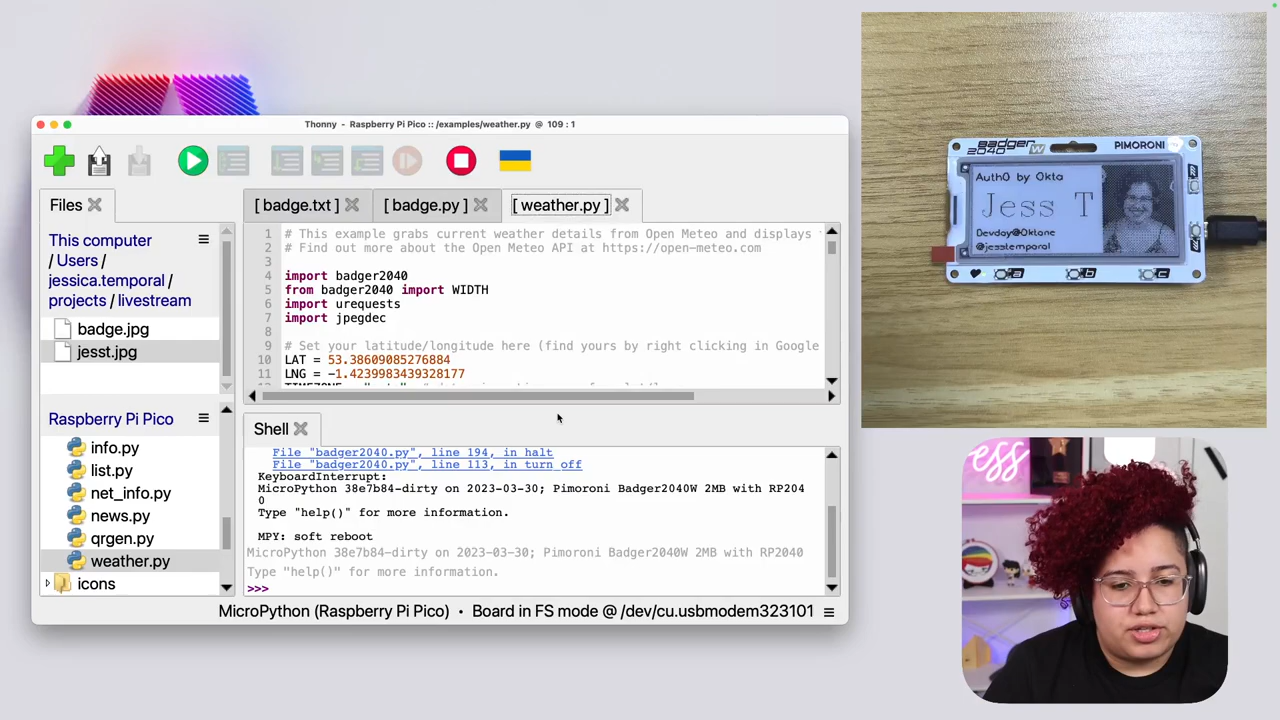 Thonny - Raspberry Pi Pico :: /examples/weather.py @ 109 : 1
Files
This computer
/ Users /
jessica.temporal /
projects / livestream
badge.jpg
jesst.jpg
Raspberry Pi Pico
info.py
list.py
net_info.py
news.py
qrgen.py
weather.py
icons
[ badge.txt ]
[ badge.py ]
[ weather.py ]
1 # This example grabs current weather details from Open Meteo and displays
2 # Find out more about the Open Meteo API at https://open-meteo.com
3
4 import badger2040
5 from badger2040 import WIDTH
6 import urequests
7 import jpegdec
8
9 # Set your latitude/longitude here (find yours by right clicking in Google
10 LAT = 53.38609085276884
11 LNG = -1.4239983439328177
Shell
File "badger2040.py", line 194, in halt
File "badger2040.py", line 113, in turn_off
KeyboardInterrupt:
MicroPython 38e7b84-dirty on 2023-03-30; Pimoroni Badger2040W 2MB with RP204
0
Type "help()" for more information.
MPY: soft reboot
MicroPython 38e7b84-dirty on 2023-03-30; Pimoroni Badger2040W 2MB with RP2040
Type "help()" for more information.
>>>
MicroPython (Raspberry Pi Pico) • Board in FS mode @ /dev/cu.usbmodem323101
badger
2040 W
PIMORONI
Auth0 by Okta
Jess T
Devday@Oktane
@jesstemporal
a
b
c
ess